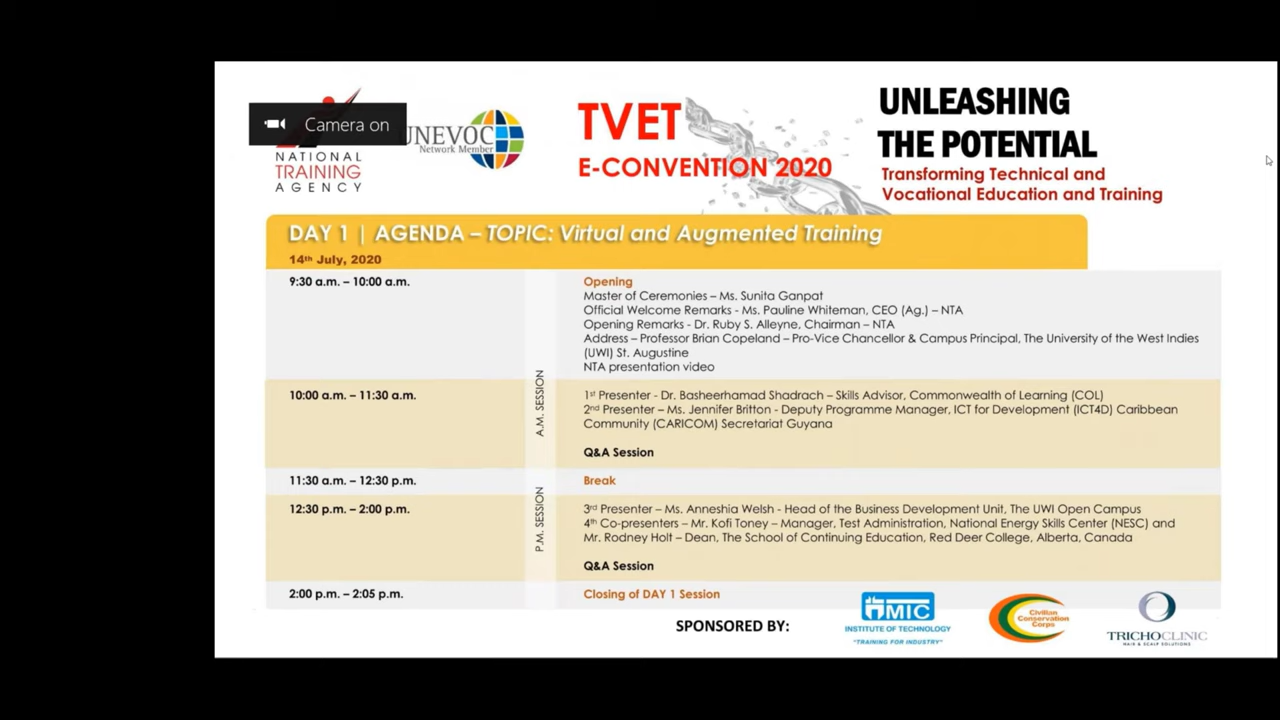 Camera on
NATIONAL
TRAINING
AGENCY
UNEVOC
Network Member
TVET
E-CONVENTION 2020
UNLEASHING
THE POTENTIAL
Transforming Technical and
Vocational Education and Training
DAY 1 | AGENDA – TOPIC: Virtual and Augmented Training
14th July, 2020
9:30 a.m. – 10:00 a.m.
Opening
Master of Ceremonies – Ms. Sunita Ganpat
Official Welcome Remarks - Ms. Pauline Whiteman, CEO (Ag.) – NTA
Opening Remarks - Dr. Ruby S. Alleyne, Chairman – NTA
Address – Professor Brian Copeland – Pro-Vice Chancellor & Campus Principal, The University of the West Indies
(UWI) St. Augustine
NTA presentation video
A.M. SESSION
10:00 a.m. – 11:30 a.m.
1st Presenter - Dr. Basheerhamad Shadrach – Skills Advisor, Commonwealth of Learning (COL)
2nd Presenter – Ms. Jennifer Britton - Deputy Programme Manager, ICT for Development (ICT4D) Caribbean
Community (CARICOM) Secretariat Guyana
Q&A Session
11:30 a.m. – 12:30 p.m.
Break
P.M. SESSION
12:30 p.m. – 2:00 p.m.
3rd Presenter – Ms. Anneshia Welsh - Head of the Business Development Unit, The UWI Open Campus
4th Co-presenters – Mr. Kofi Toney – Manager, Test Administration, National Energy Skills Center (NESC) and
Mr. Rodney Holt – Dean, The School of Continuing Education, Red Deer College, Alberta, Canada
Q&A Session
2:00 p.m. – 2:05 p.m.
Closing of DAY 1 Session
SPONSORED BY:
MIC
INSTITUTE OF TECHNOLOGY
"TRAINING FOR INDUSTRY"
Civilian
Conservation
Corps
TRICHOCLINIC
HAIR & SCALP SOLUTIONS